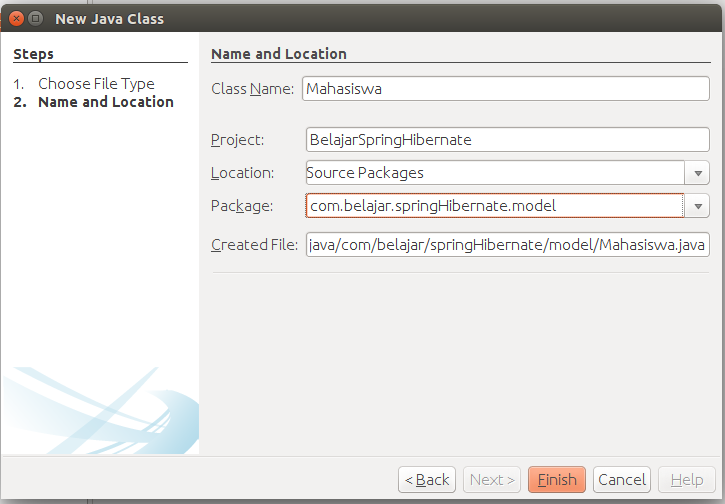 New Java Class
Steps
1. Choose File Type
2. Name and Location
Name and Location
Class Name: Mahasiswa
Project: BelajarSpringHibernate
Location: Source Packages
Package: com.belajar.springHibernate.model
Created File: java/com/belajar/springHibernate/model/Mahasiswa.java
< Back Next > Finish Cancel Help